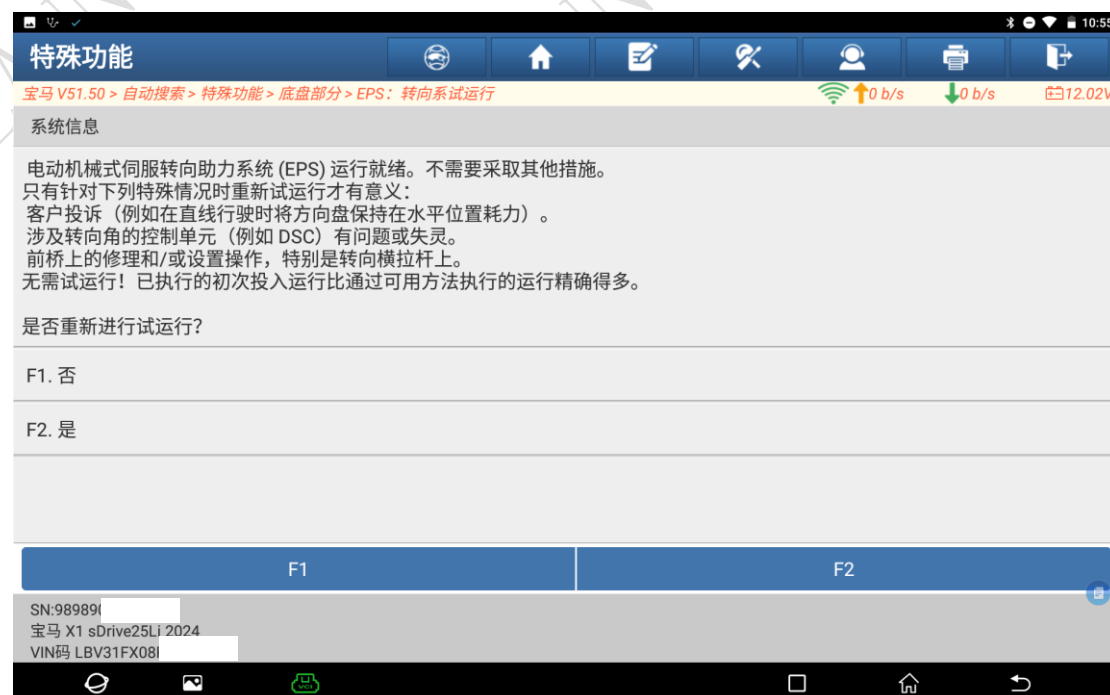 10:55
特殊功能
宝马 V51.50 > 自动搜索 > 特殊功能 > 底盘部分 > EPS：转向系试运行
0 b/s
0 b/s
12.02V
系统信息
电动机械式伺服转向助力系统 (EPS) 运行就绪。不需要采取其他措施。
只有针对下列特殊情况时重新试运行才有意义：
客户投诉（例如在直线行驶时将方向盘保持在水平位置耗力）。
涉及转向角的控制单元（例如 DSC）有问题或失灵。
前桥上的修理和/或设置操作，特别是转向横拉杆上。
无需试运行！已执行的初次投入运行比通过可用方法执行的运行精确得多。
是否重新进行试运行？
F1. 否
F2. 是
F1
F2
SN:98989
宝马 X1 sDrive25Li 2024
VIN码 LBV31FX08
VCI